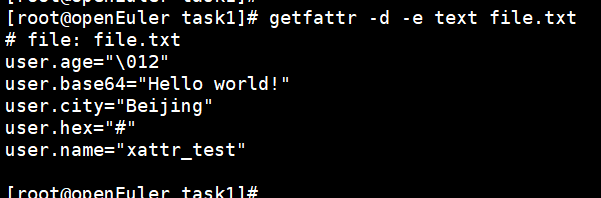 [root@openEuler task1]# getfattr -d -e text file.txt
# file: file.txt
user.age="\012"
user.base64="Hello world!"
user.city="Beijing"
user.hex="#"
user.name="xattr_test"
[root@openEuler task1]#